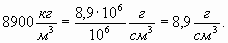 8900 кг/м³ = 8,9·10⁶/10⁶ г/см³ = 8,9 г/см³.